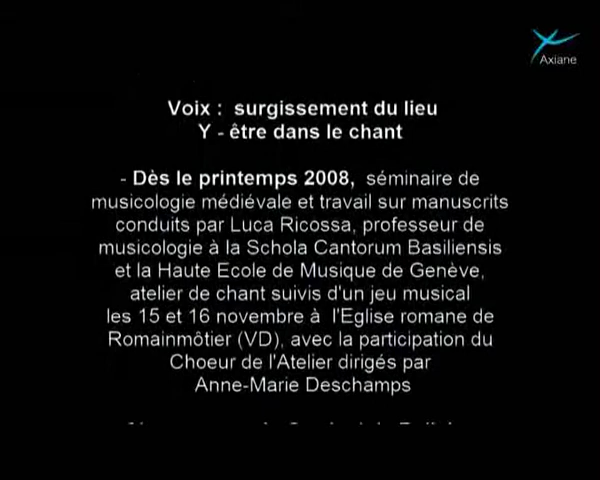 Axiane
Voix : surgissement du lieu
Y - être dans le chant
- Dès le printemps 2008, séminaire de
musicologie médiévale et travail sur manuscrits
conduits par Luca Ricossa, professeur de
musicologie à la Schola Cantorum Basiliensis
et la Haute Ecole de Musique de Genève,
atelier de chant suivis d'un jeu musical
les 15 et 16 novembre à l'Eglise romane de
Romainmôtier (VD), avec la participation du
Choeur de l'Atelier dirigés par
Anne-Marie Deschamps